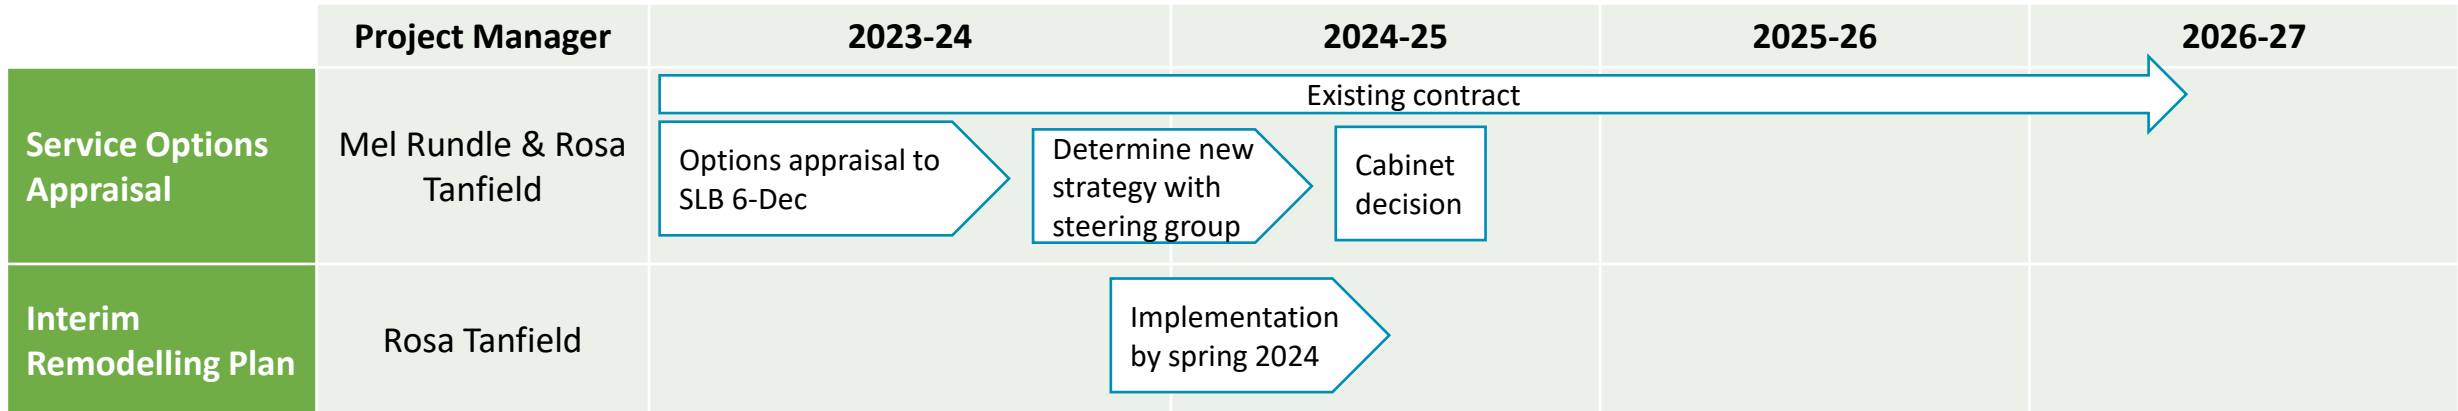 Project Manager
2023-24
2024-25
2025-26
2026-27
Existing contract
Service Options
Appraisal
Mel Rundle & Rosa
Tanfield
Options appraisal to
SLB 6-Dec
Determine new
strategy with
steering group
Cabinet
decision
Interim
Remodelling Plan
Rosa Tanfield
Implementation
by spring 2024